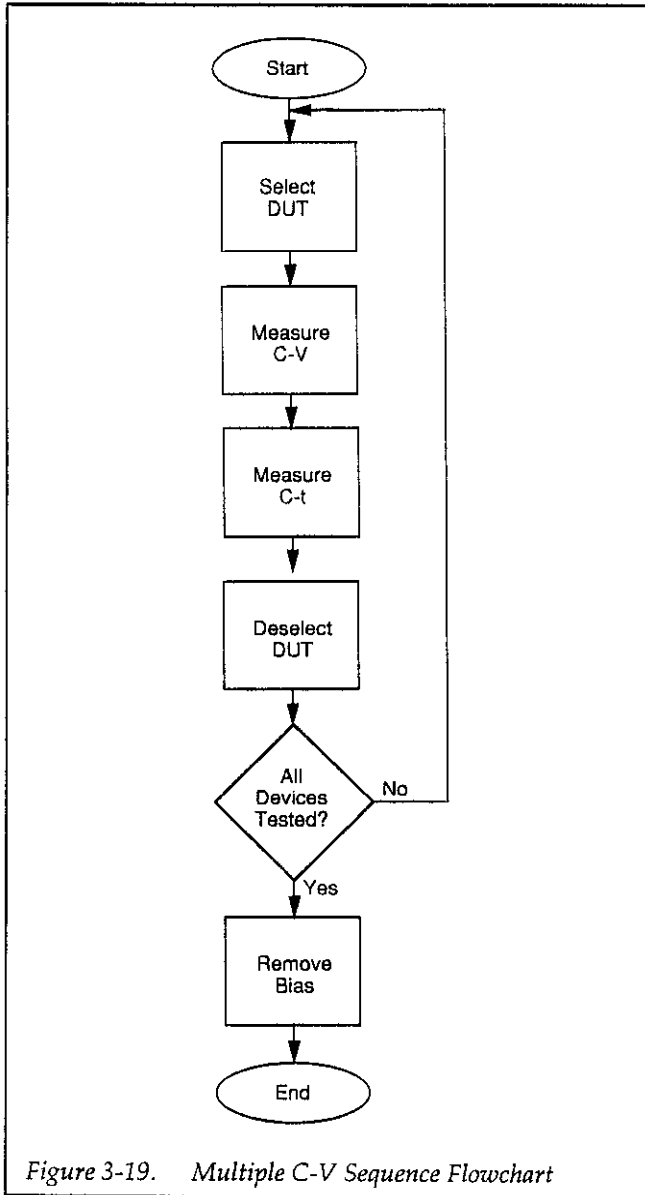 Start
Select
DUT
Measure
C-V
Measure
C-t
Deselect
DUT
All
Devices
Tested?
No
Yes
Remove
Bias
End
Figure 3-19. Multiple C-V Sequence Flowchart